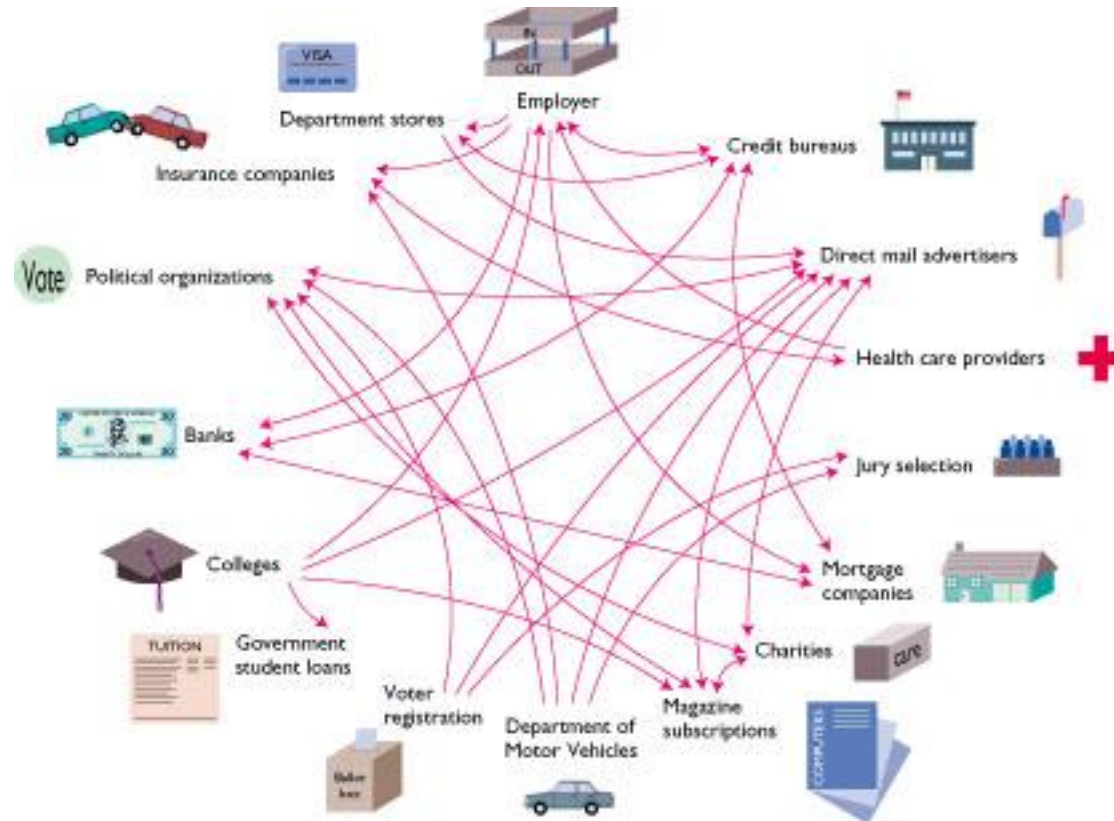 IN
OUT
VISA
Employer
Department stores
Credit bureaus
Insurance companies
Direct mail advertisers
Vote
Political organizations
Health care providers
Banks
Jury selection
Colleges
Mortgage
companies
TUITION
Government
student loans
Charities
care
Voter
registration
Department of
Motor Vehicles
Magazine
subscriptions
COMPUTERS